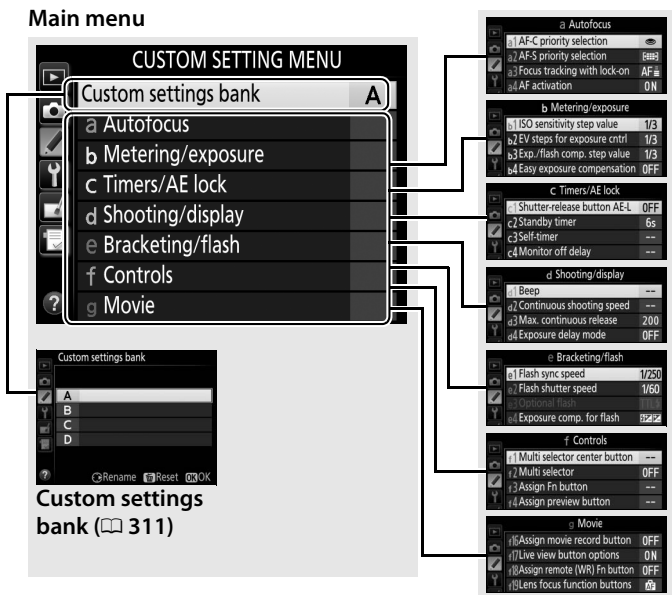 Main menu
CUSTOM SETTING MENU
Custom settings bank A
a Autofocus
b Metering/exposure
c Timers/AE lock
d Shooting/display
e Bracketing/flash
f Controls
g Movie
?
Custom settings bank
A
B
C
D
? Rename Reset OK OK
Custom settings
bank (311)
a Autofocus
a1 AF-C priority selection
a2 AF-S priority selection
a3 Focus tracking with lock-on AF
a4 AF activation ON
b Metering/exposure
b1 ISO sensitivity step value 1/3
b2 EV steps for exposure cntrl 1/3
b3 Exp./flash comp. step value 1/3
b4 Easy exposure compensation OFF
c Timers/AE lock
c1 Shutter-release button AE-L OFF
c2 Standby timer 6s
c3 Self-timer --
c4 Monitor off delay --
d Shooting/display
d1 Beep --
d2 Continuous shooting speed --
d3 Max. continuous release 200
d4 Exposure delay mode OFF
e Bracketing/flash
e1 Flash sync speed 1/250
e2 Flash shutter speed 1/60
e3 Optional flash
e4 Exposure comp. for flash
f Controls
f1 Multi selector center button --
f2 Multi selector OFF
f3 Assign Fn button --
f4 Assign preview button --
g Movie
f16 Assign movie record button OFF
f17 Live view button options ON
f18 Assign remote (WR) Fn button OFF
f19 Lens focus function buttons